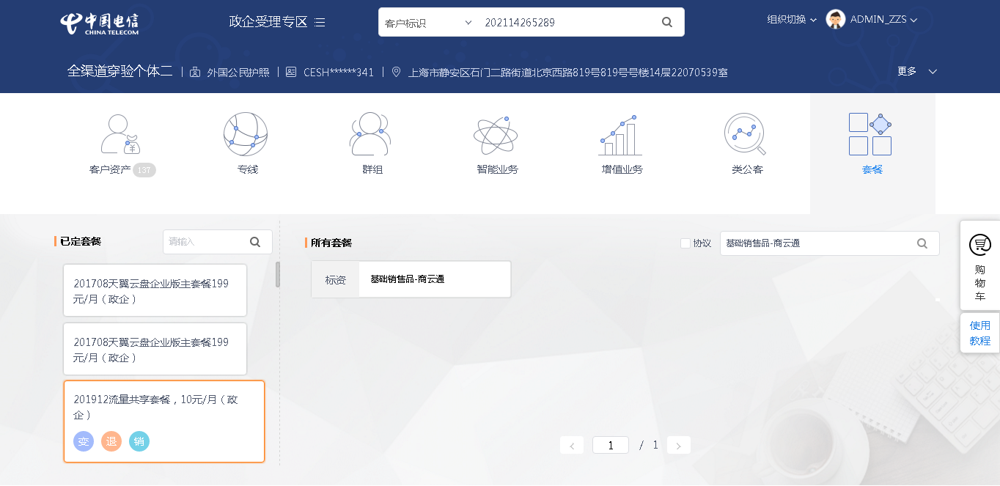 中国电信
CHINA TELECOM
政企受理专区
客户标识 202114265289
组织切换 ADMIN_ZZS
全渠道穿验个体二 | 外国公民护照 | CESH******341 | 上海市静安区石门二路街道北京西路819号819号号楼14层22070539室
更多
客户资产 137
专线
群组
智能业务
增值业务
类公客
套餐
已定套餐
请输入
201708天翼云盘企业版主套餐199
元/月（政企）
201708天翼云盘企业版主套餐199
元/月（政企）
201912流量共享套餐，10元/月（政
企）
变 退 销
所有套餐
协议
基础销售品-商云通
标资 基础销售品-商云通
< 1 / 1 >
购
物
车
使用
教程